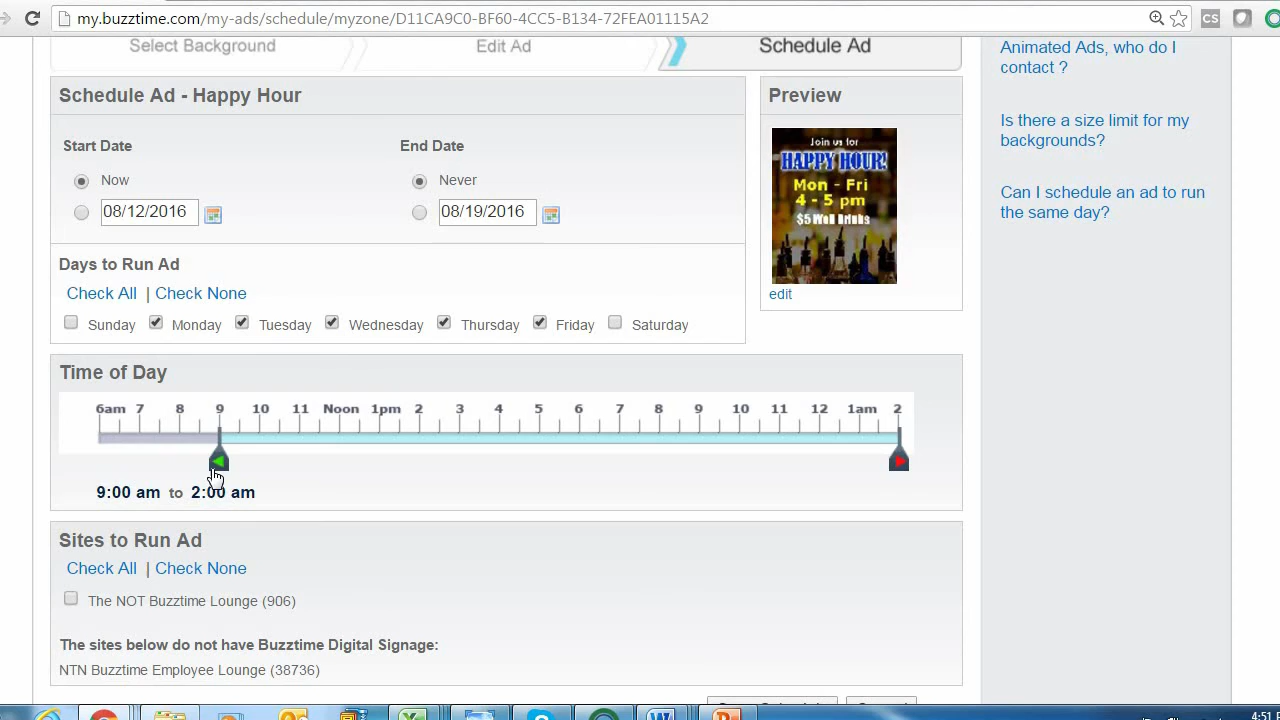 my.buzztime.com/my-ads/schedule/myzone/D11CA9C0-BF60-4CC5-B134-72FEA01115A2
CS
Select Background
Edit Ad
Schedule Ad
Animated Ads, who do I
contact ?
Is there a size limit for my
backgrounds?
Can I schedule an ad to run
the same day?
Schedule Ad - Happy Hour
Start Date
End Date
Now
Never
08/12/2016
08/19/2016
Days to Run Ad
Check All | Check None
Sunday Monday Tuesday Wednesday Thursday Friday Saturday
Preview
Join us for
HAPPY HOUR!
Mon - Fri
4 - 5 pm
$5 Well Drinks
edit
Time of Day
6am 7 8 9 10 11 Noon 1pm 2 3 4 5 6 7 8 9 10 11 12 1am 2
9:00 am to 2:00 am
Sites to Run Ad
Check All | Check None
The NOT Buzztime Lounge (906)
The sites below do not have Buzztime Digital Signage:
NTN Buzztime Employee Lounge (38736)